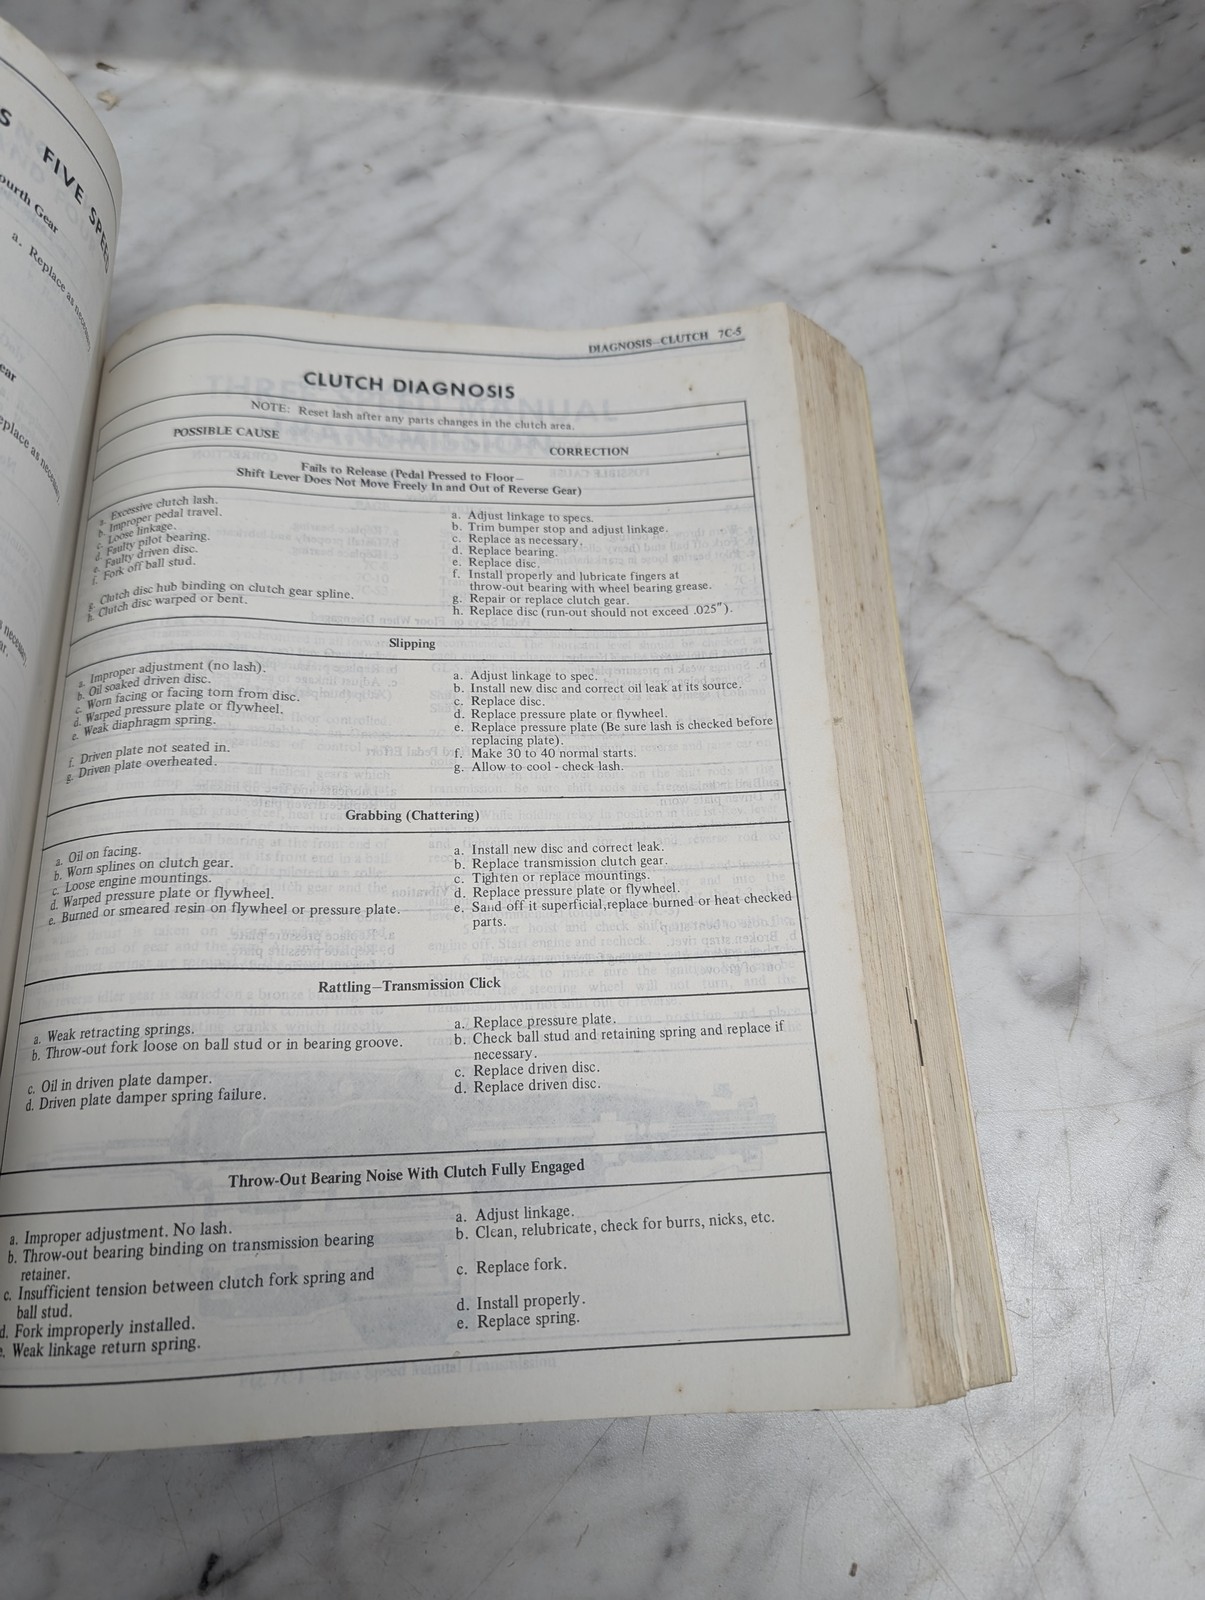 FIVE SPEED
ourth Gear
a. Replace as necessary
ear
eplace as necessary
DIAGNOSIS—CLUTCH 7C-5
CLUTCH DIAGNOSIS
NOTE: Reset lash after any parts changes in the clutch area.
POSSIBLE CAUSE
CORRECTION
Fails to Release (Pedal Pressed to Floor—
Shift Lever Does Not Move Freely In and Out of Reverse Gear)
a. Excessive clutch lash.
b. Improper pedal travel.
c. Loose linkage.
d. Faulty pilot bearing.
e. Faulty driven disc.
f. Fork off ball stud.
g. Clutch disc hub binding on clutch gear spline.
h. Clutch disc warped or bent.
a. Adjust linkage to specs.
b. Trim bumper stop and adjust linkage.
c. Replace as necessary.
d. Replace bearing.
e. Replace disc.
f. Install properly and lubricate fingers at
throw-out bearing with wheel bearing grease.
g. Repair or replace clutch gear.
h. Replace disc (run-out should not exceed .025").
Slipping
a. Improper adjustment (no lash).
b. Oil soaked driven disc.
c. Worn facing or facing torn from disc.
d. Warped pressure plate or flywheel.
e. Weak diaphragm spring.
f. Driven plate not seated in.
g. Driven plate overheated.
a. Adjust linkage to spec.
b. Install new disc and correct oil leak at its source.
c. Replace disc.
d. Replace pressure plate or flywheel.
e. Replace pressure plate (Be sure lash is checked before
replacing plate).
f. Make 30 to 40 normal starts.
g. Allow to cool - check lash.
Grabbing (Chattering)
a. Oil on facing.
b. Worn splines on clutch gear.
c. Loose engine mountings.
d. Warped pressure plate or flywheel.
e. Burned or smeared resin on flywheel or pressure plate.
a. Install new disc and correct leak.
b. Replace transmission clutch gear.
c. Tighten or replace mountings.
d. Replace pressure plate or flywheel.
e. Sand off it superficial,replace burned or heat checked
parts.
Rattling—Transmission Click
a. Weak retracting springs.
b. Throw-out fork loose on ball stud or in bearing groove.
c. Oil in driven plate damper.
d. Driven plate damper spring failure.
a. Replace pressure plate.
b. Check ball stud and retaining spring and replace if
necessary.
c. Replace driven disc.
d. Replace driven disc.
Throw-Out Bearing Noise With Clutch Fully Engaged
a. Improper adjustment. No lash.
b. Throw-out bearing binding on transmission bearing
retainer.
c. Insufficient tension between clutch fork spring and
ball stud.
d. Fork improperly installed.
e. Weak linkage return spring.
a. Adjust linkage.
b. Clean, relubricate, check for burrs, nicks, etc.
c. Replace fork.
d. Install properly.
e. Replace spring.